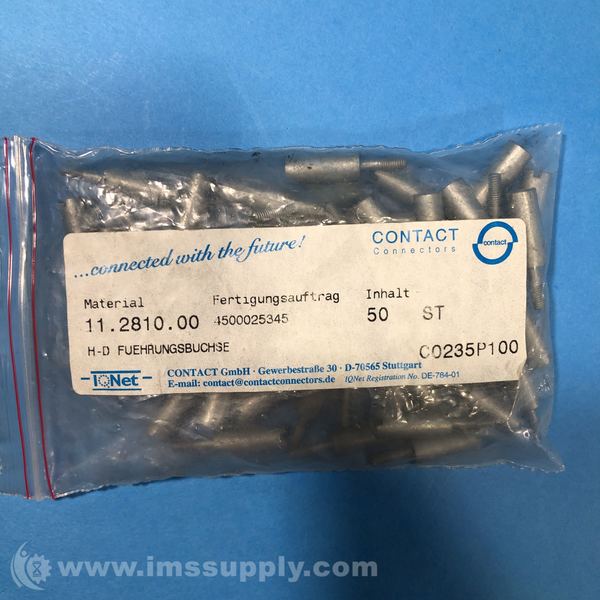 ...connected with the future!
CONTACT
Connectors
contact
Material Fertigungsauftrag Inhalt
11.2810.00 4500025345 50 ST
H-D FUEHRUNGSBUCHSE C0235P100
IQNet
CONTACT GmbH · Gewerbestraße 30 · D-70565 Stuttgart
E-mail: contact@contactconnectors.de IQNet Registration No. DE-784-01
www.imssupply.com